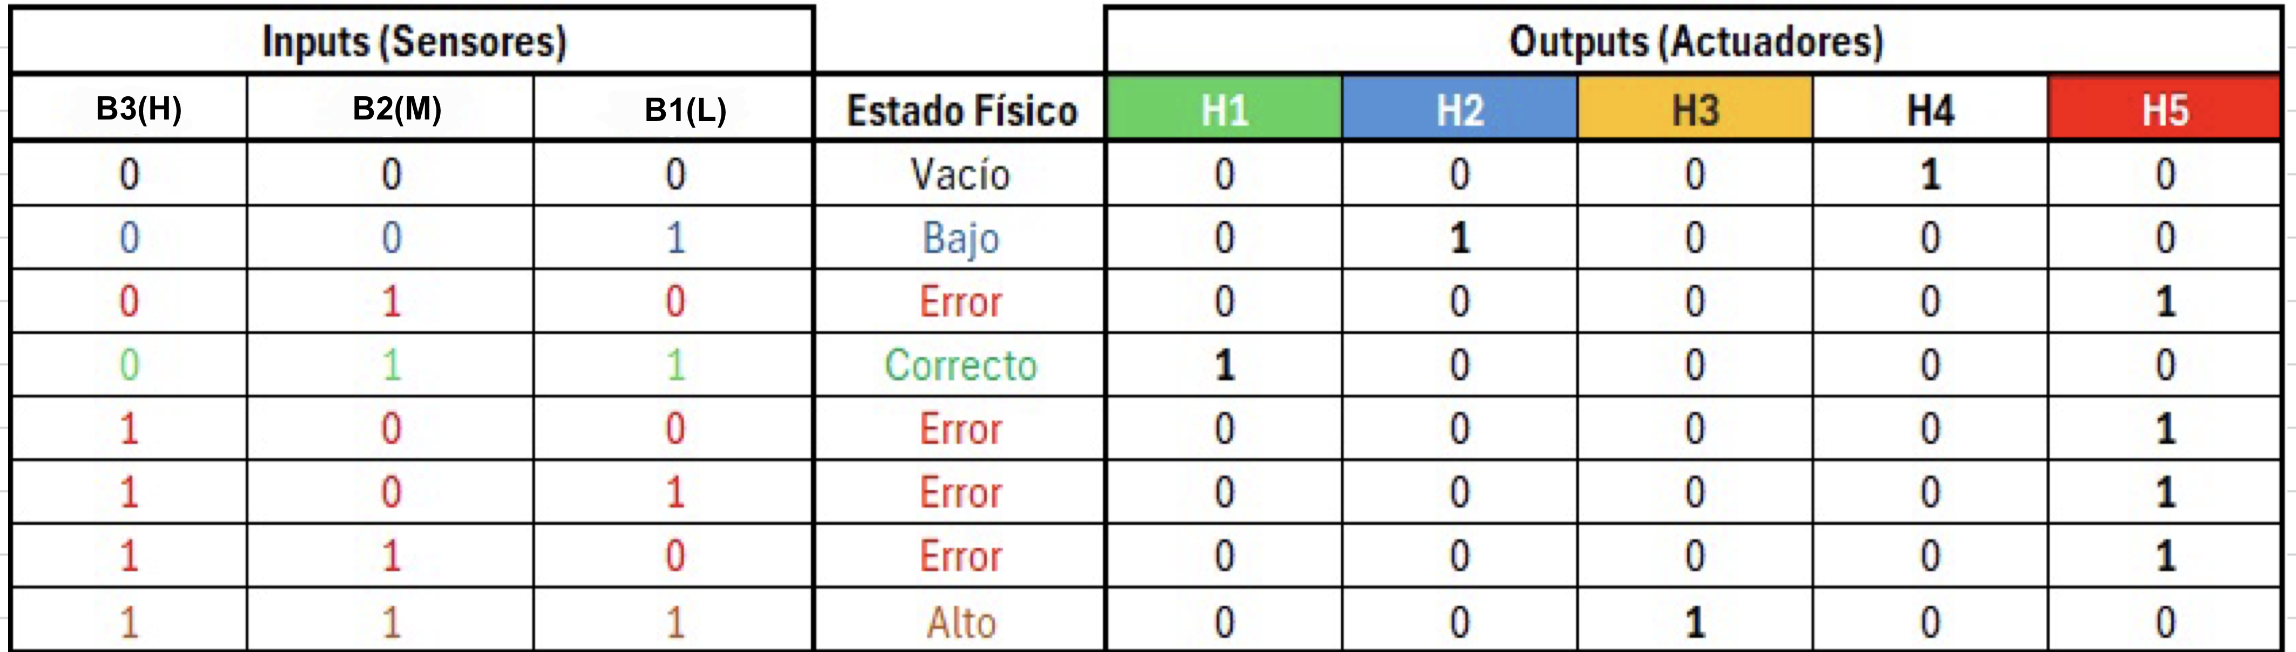 Inputs (Sensores) Outputs (Actuadores)
B3(H) B2(M) B1(L) Estado Físico H1 H2 H3 H4 H5
0 0 0 Vacío 0 0 0 1 0
0 0 1 Bajo 0 1 0 0 0
0 1 0 Error 0 0 0 0 1
0 1 1 Correcto 1 0 0 0 0
1 0 0 Error 0 0 0 0 1
1 0 1 Error 0 0 0 0 1
1 1 0 Error 0 0 0 0 1
1 1 1 Alto 0 0 1 0 0